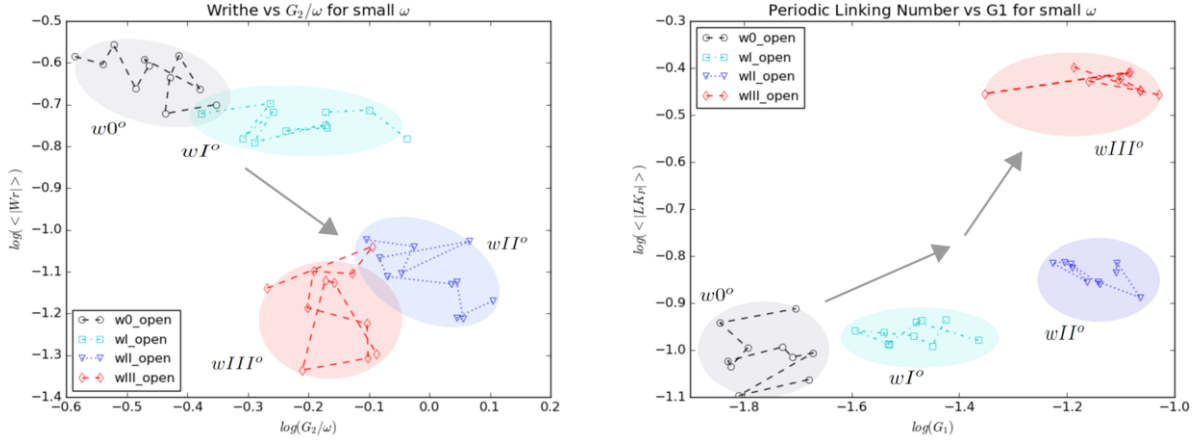 Writhe vs G₂/ω for small ω
−0.4
−0.5
−0.6
−0.7
−0.8
−0.9
−1.0
−1.1
−1.2
−1.3
−1.4
log(<|Wr|>)
w0ᵒ
wIᵒ
wIIᵒ
wIIIᵒ
w0_open
wI_open
wII_open
wIII_open
−0.6 −0.5 −0.4 −0.3 −0.2 −0.1 0.0 0.1 0.2
log(G₂/ω)
Periodic Linking Number vs G1 for small ω
−0.3
−0.4
−0.5
−0.6
−0.7
−0.8
−0.9
−1.0
−1.1
log(<|LK_P|>)
w0_open
wI_open
wII_open
wIII_open
wIIIᵒ
w0ᵒ
wIIᵒ
wIᵒ
−1.8 −1.6 −1.4 −1.2 −1.0
log(G₁)